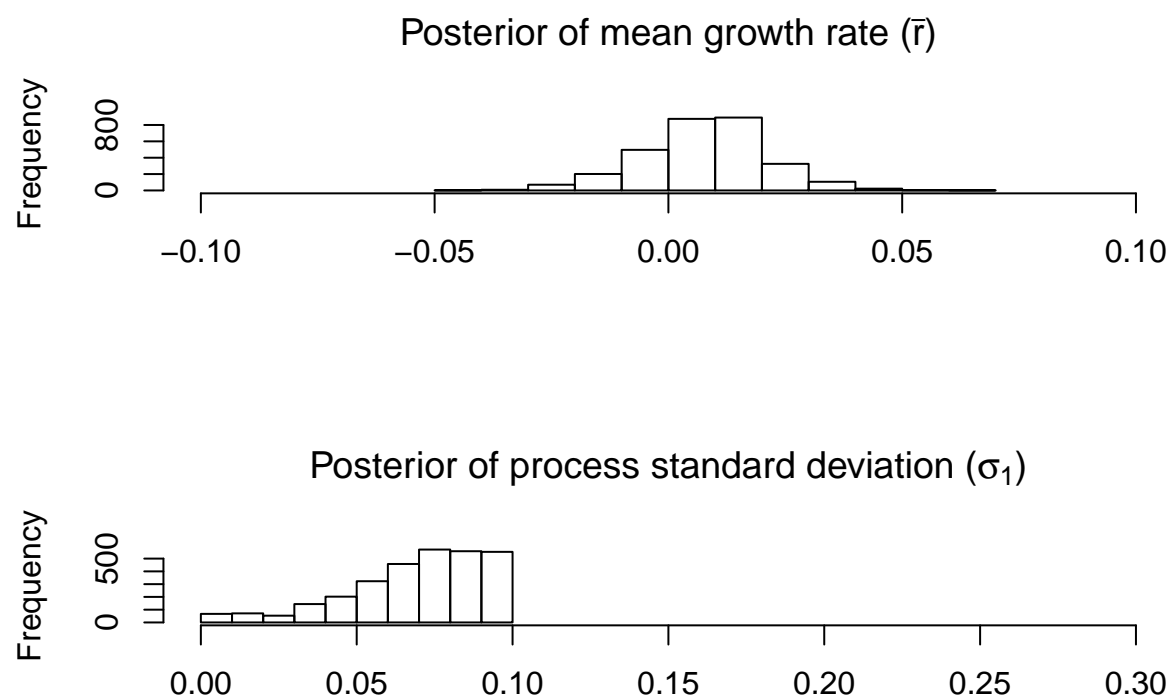 Posterior of mean growth rate (r̅)
Frequency
0 800
−0.10 −0.05 0.00 0.05 0.10
Posterior of process standard deviation (σ₁)
Frequency
0 500
0.00 0.05 0.10 0.15 0.20 0.25 0.30